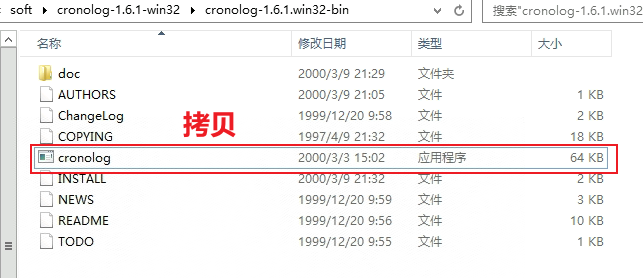 soft › cronolog-1.6.1-win32 › cronolog-1.6.1.win32-bin 搜索"cronolog-1.6.1.win32
名称 修改日期 类型 大小
doc 2000/3/9 21:29 文件夹
AUTHORS 2000/3/9 21:05 文件 1 KB
ChangeLog 1999/12/20 9:58 文件 2 KB
拷贝
COPYING 1997/4/9 21:32 文件 18 KB
cronolog 2000/3/3 15:02 应用程序 64 KB
INSTALL 2000/3/9 21:32 文件 2 KB
NEWS 1999/12/20 9:59 文件 3 KB
README 1999/12/20 9:56 文件 10 KB
TODO 1999/12/20 9:55 文件 1 KB